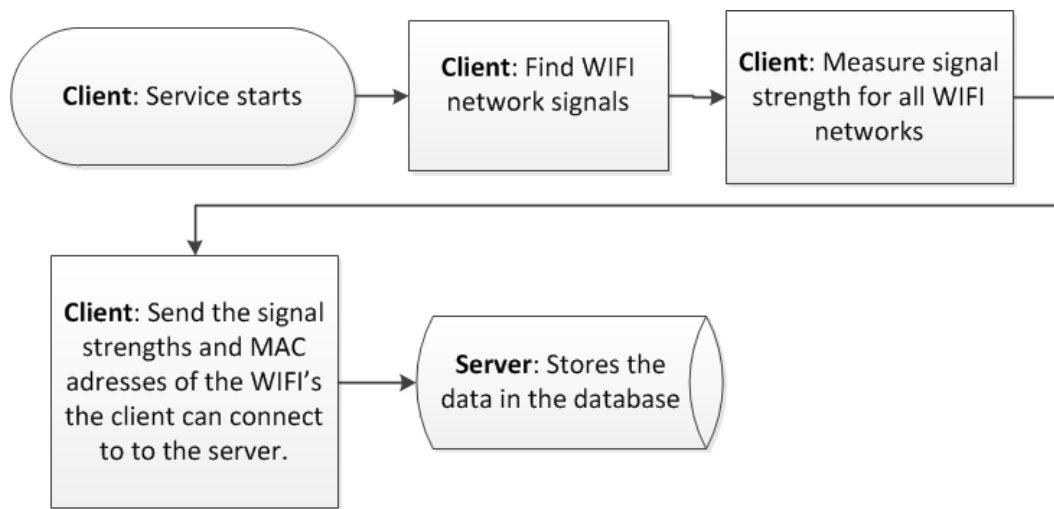 Client: Service starts
Client: Find WIFI
network signals
Client: Measure signal
strength for all WIFI
networks
Client: Send the signal
strengths and MAC
adresses of the WIFI’s
the client can connect
to to the server.
Server: Stores the
data in the database